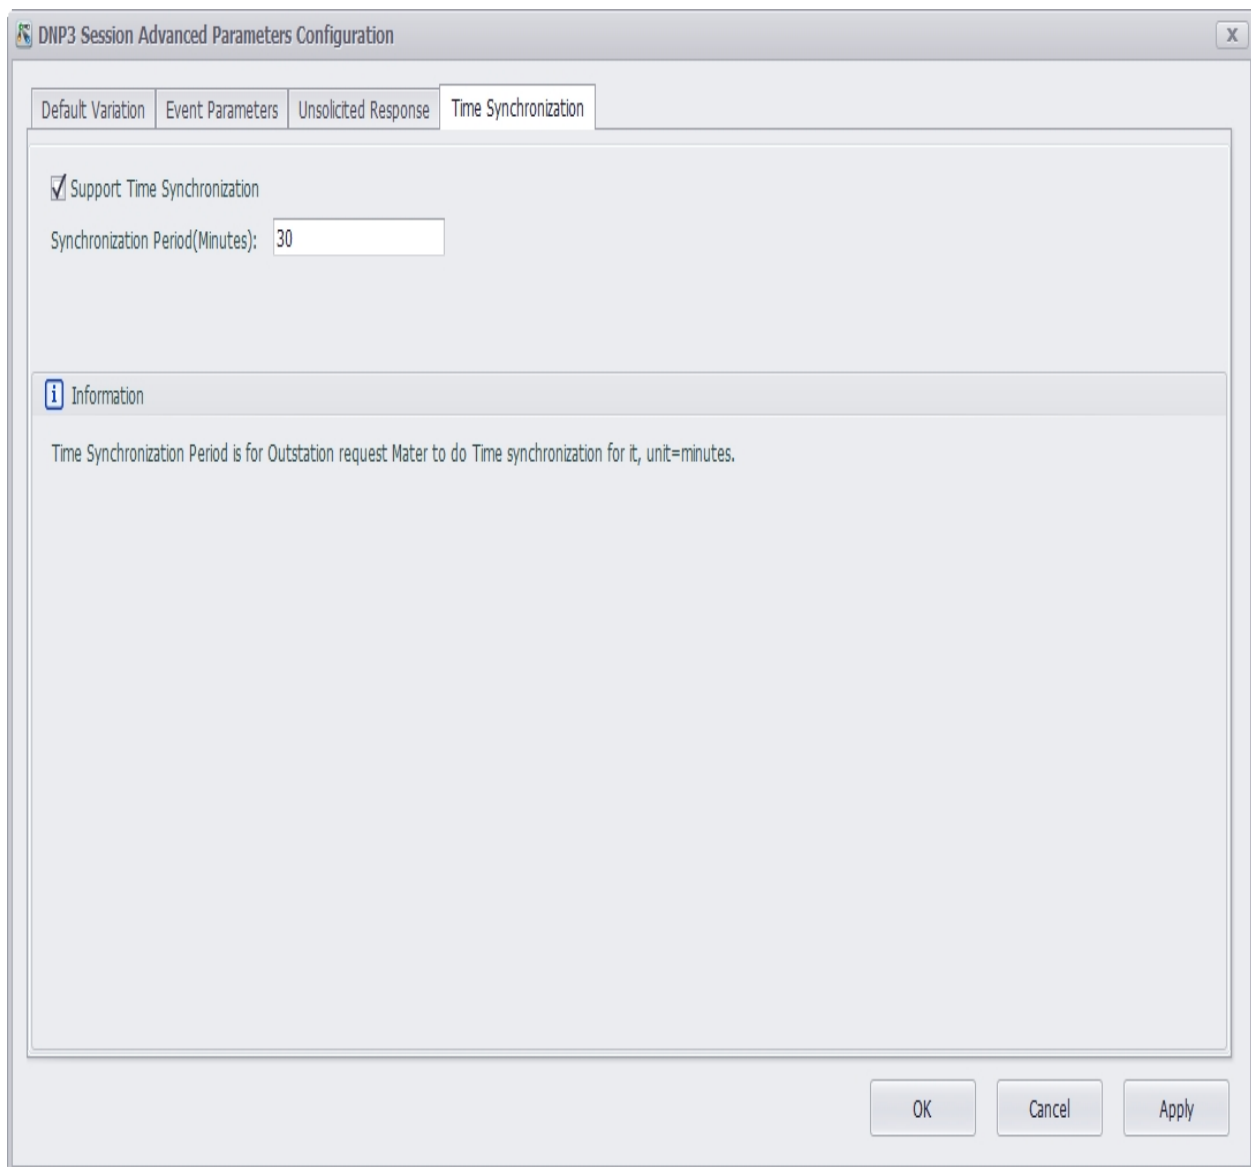 DNP3 Session Advanced Parameters Configuration
X
Default Variation Event Parameters Unsolicited Response Time Synchronization
Support Time Synchronization
Synchronization Period(Minutes): 30
i Information
Time Synchronization Period is for Outstation request Mater to do Time synchronization for it, unit=minutes.
OK Cancel Apply